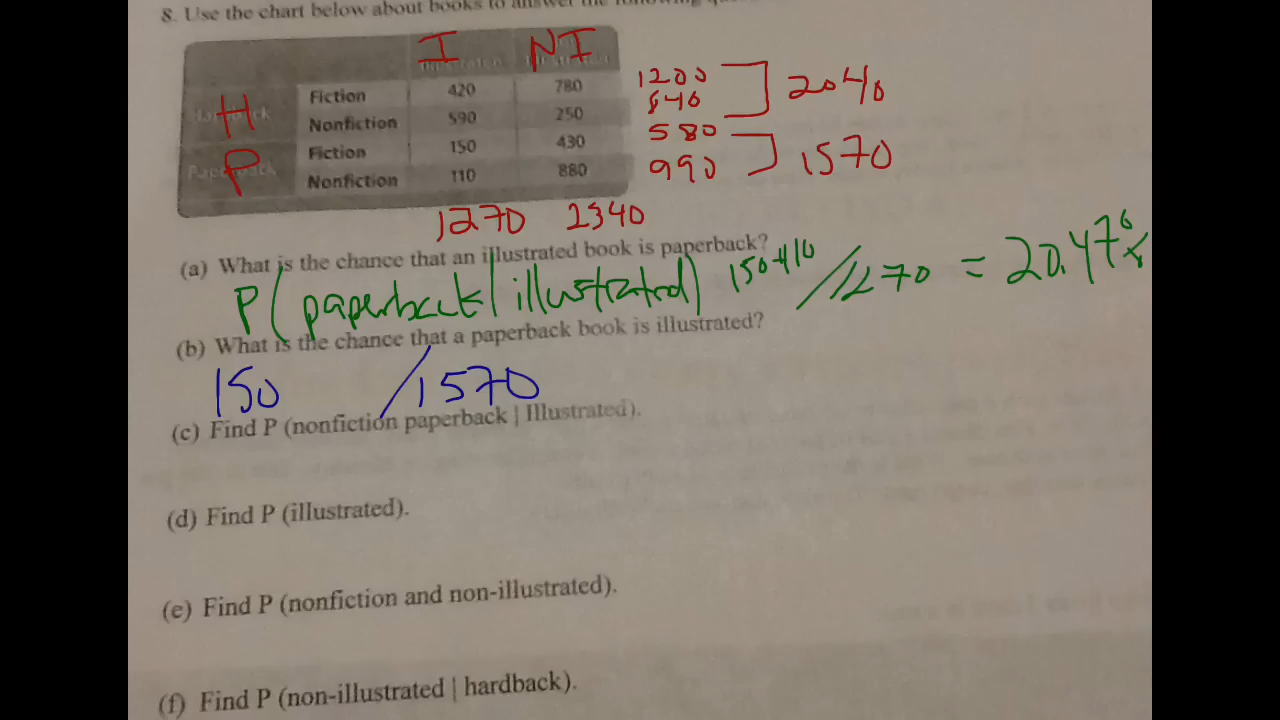 8. Use the chart below about books to answer the following
I NI
H Fiction 420 780 1200
Nonfiction 590 250 840 2040
P Fiction 150 430 580
Nonfiction 110 880 990 1570
1270 2340
(a) What is the chance that an illustrated book is paperback?
P(paperback|illustrated) 150+110/1270 = 20.47%
(b) What is the chance that a paperback book is illustrated?
150 /1570
(c) Find P (nonfiction paperback | Illustrated).
(d) Find P (illustrated).
(e) Find P (nonfiction and non-illustrated).
(f) Find P (non-illustrated | hardback).